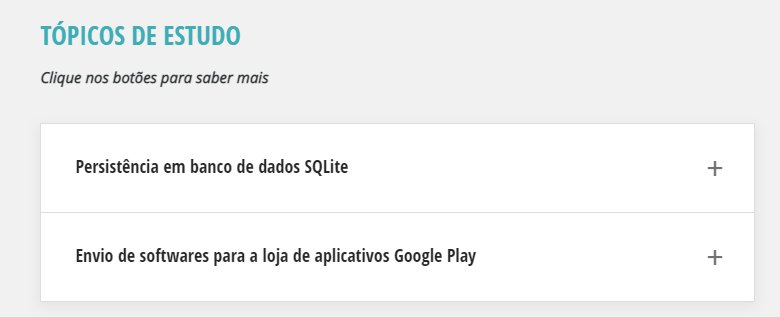 TÓPICOS DE ESTUDO
Clique nos botões para saber mais
Persistência em banco de dados SQLite
Envio de softwares para a loja de aplicativos Google Play